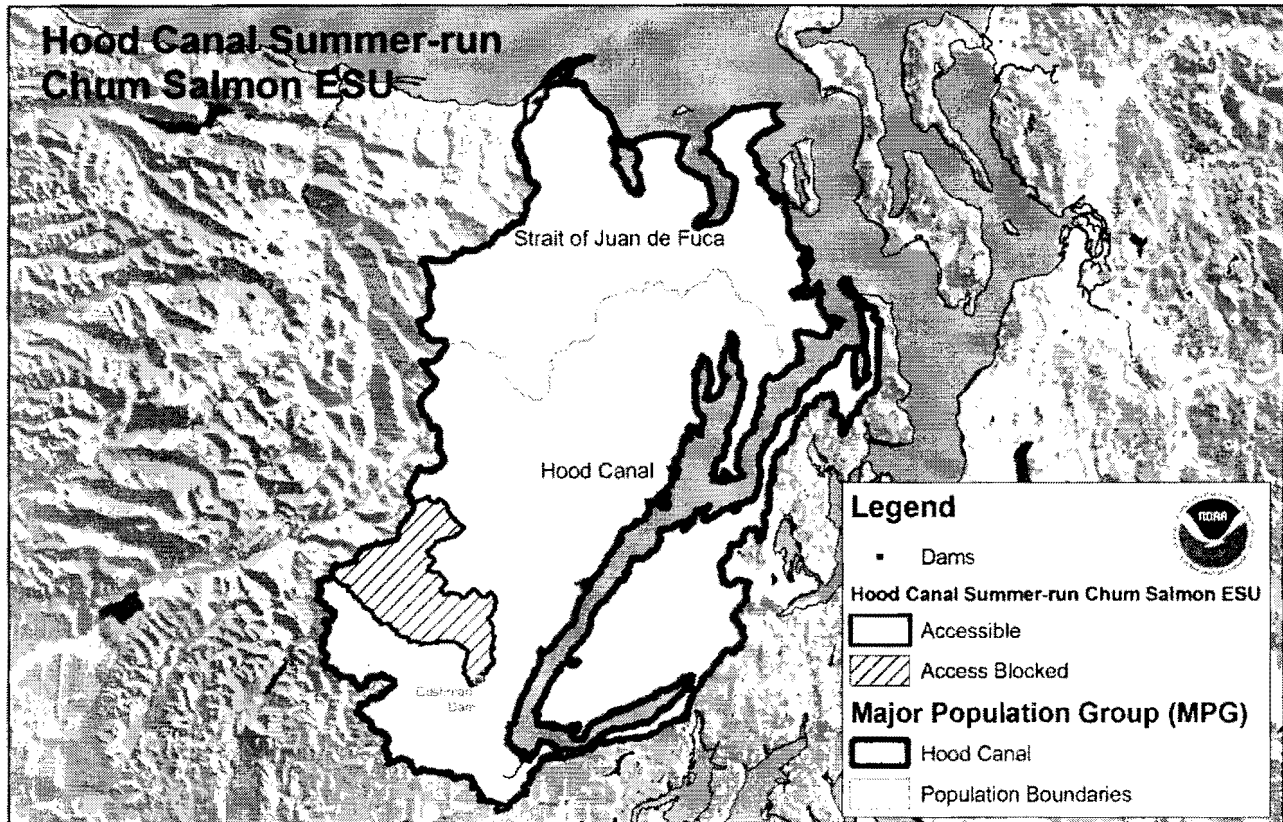 Hood Canal Summer-run
Chum Salmon ESU
Strait of Juan de Fuca
Hood Canal
Cushman
Dam
Legend
NOAA
Dams
Hood Canal Summer-run Chum Salmon ESU
Accessible
Access Blocked
Major Population Group (MPG)
Hood Canal
Population Boundaries